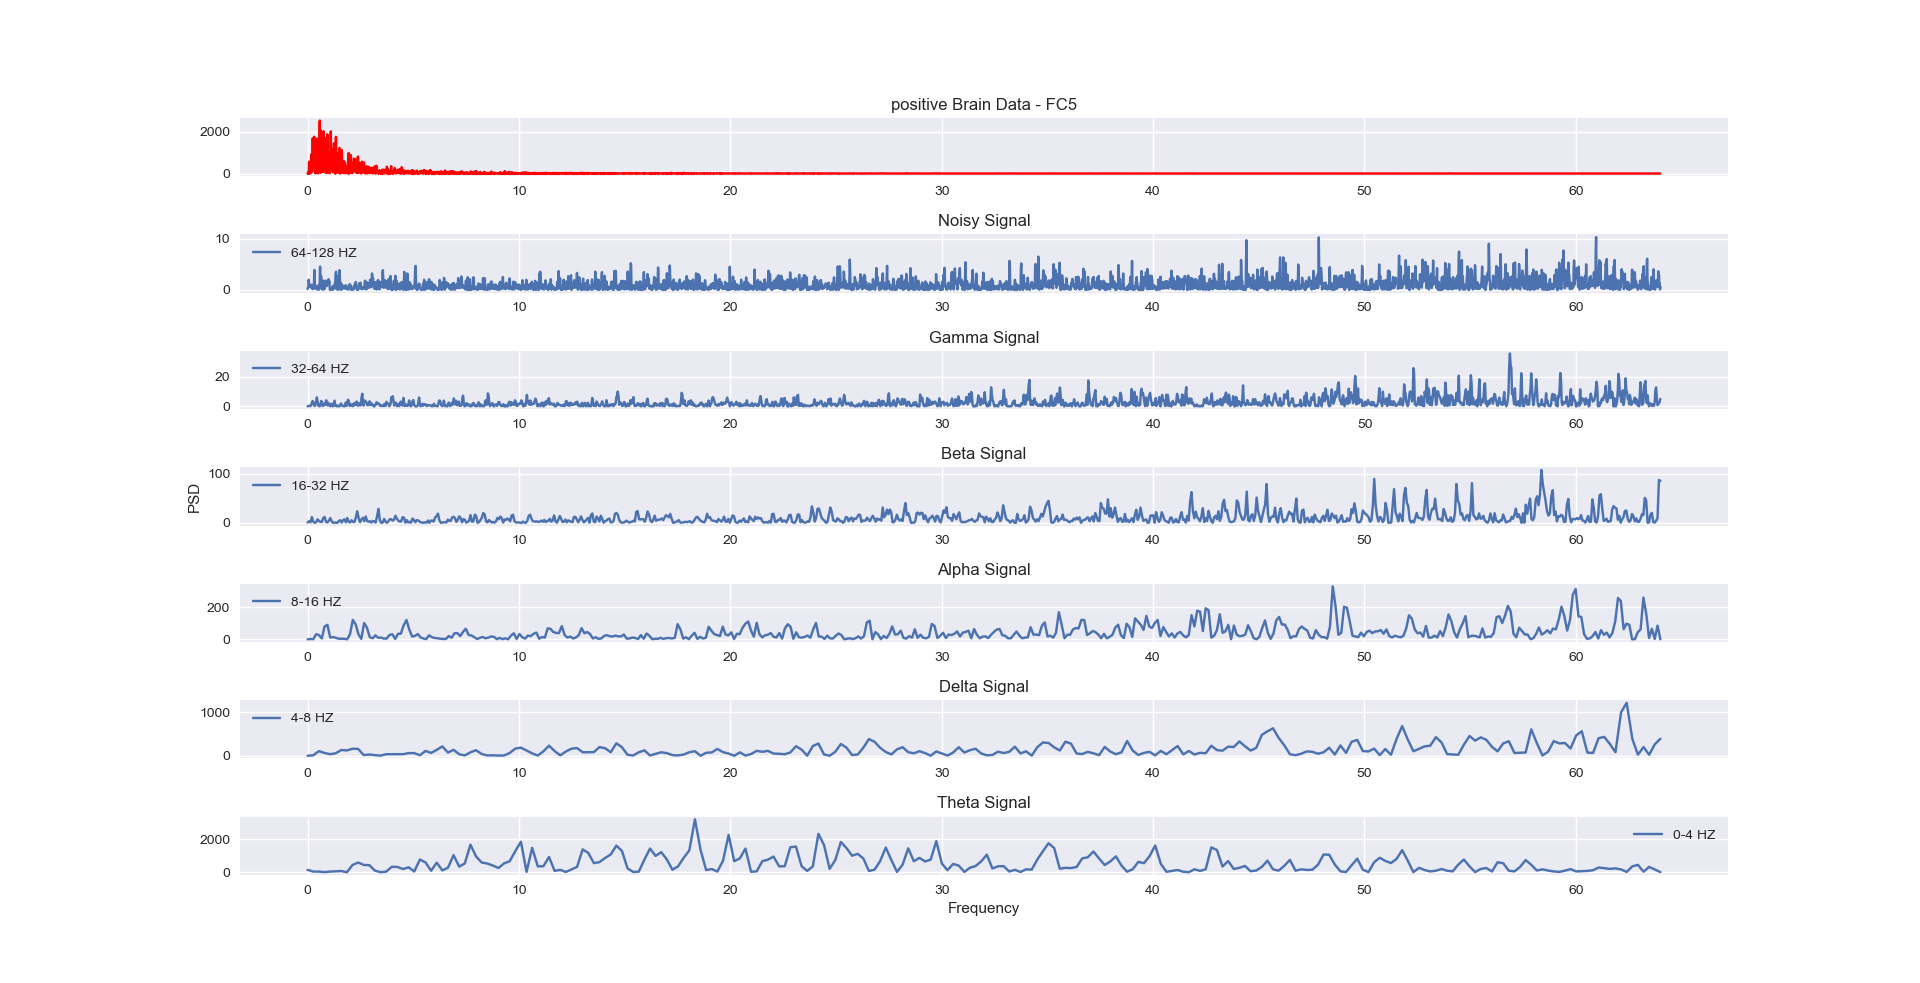 positive Brain Data - FC5
2000
0
0 10 20 30 40 50 60
Noisy Signal
10
64-128 HZ
0
0 10 20 30 40 50 60
Gamma Signal
32-64 HZ
20
0
0 10 20 30 40 50 60
Beta Signal
100
16-32 HZ
PSD
0
0 10 20 30 40 50 60
Alpha Signal
8-16 HZ
200
0
0 10 20 30 40 50 60
Delta Signal
1000
4-8 HZ
0
0 10 20 30 40 50 60
Theta Signal
0-4 HZ
2000
0
0 10 20 30 40 50 60
Frequency